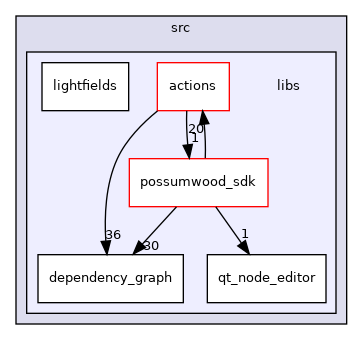 src
lightfields
actions
libs
20
1
possumwood_sdk
36
30
1
dependency_graph
qt_node_editor